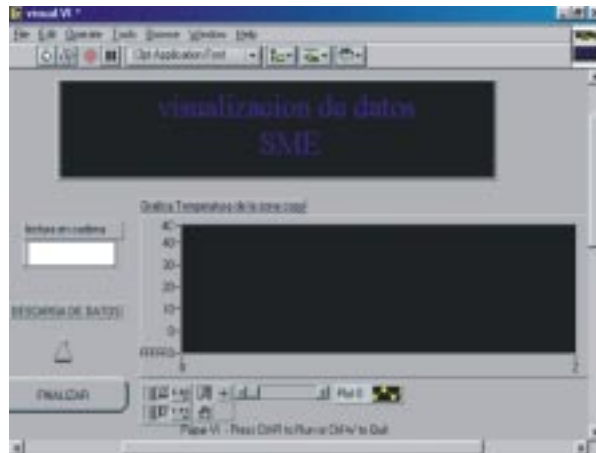 visual VI *
File Edit Operate Tools Browse Window Help
13pt Application Font
visualizacion de datos
SME
Grafica Temperatura de la zona
lectura en cadena
40-
30-
20-
10-
0-
0
2
DESCARGA DE DATOS
FINALIZAR
Plot 0
VI - Press Ctrl-R to Run or Ctrl-W to Quit